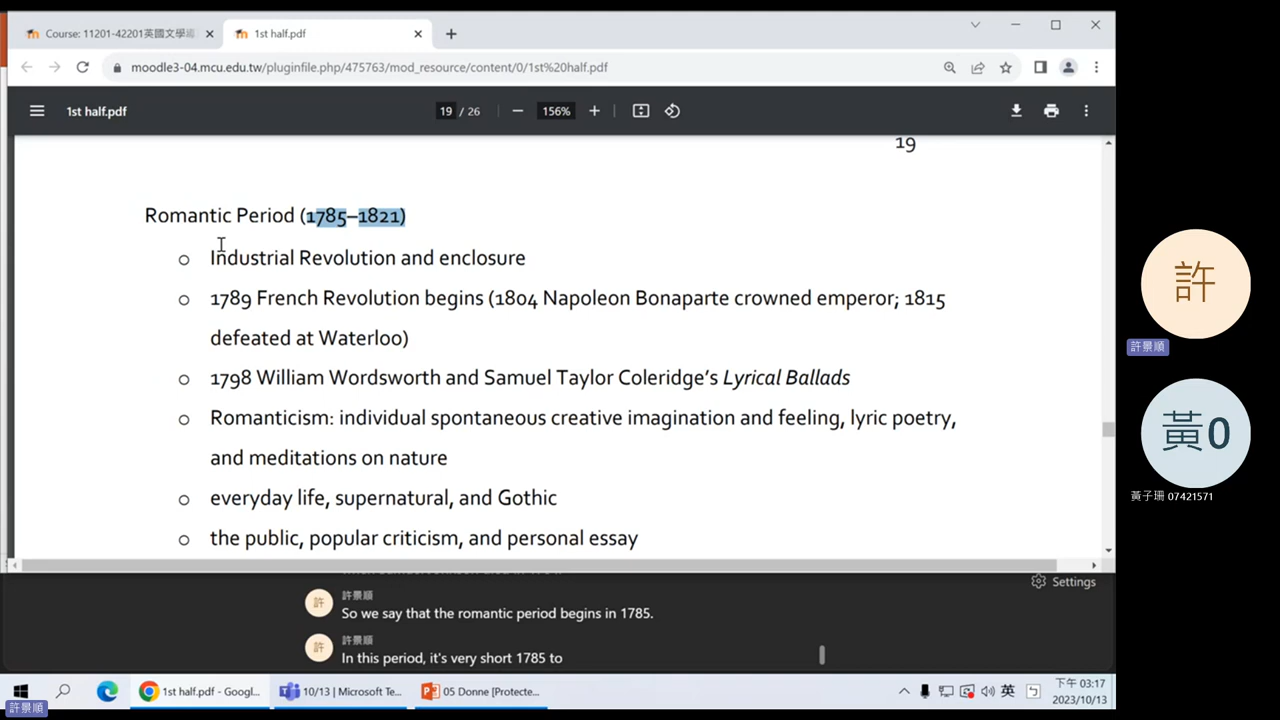 Course: 11201-42201英國文學
1st half.pdf
moodle3-04.mcu.edu.tw/pluginfile.php/475763/mod_resource/content/0/1st%20half.pdf
1st half.pdf
19 / 26
156%
19
Romantic Period (1785–1821)
Industrial Revolution and enclosure
1789 French Revolution begins (1804 Napoleon Bonaparte crowned emperor; 1815
defeated at Waterloo)
1798 William Wordsworth and Samuel Taylor Coleridge's Lyrical Ballads
Romanticism: individual spontaneous creative imagination and feeling, lyric poetry,
and meditations on nature
everyday life, supernatural, and Gothic
the public, popular criticism, and personal essay
許
許景順
黃0
黃子珊 07421571
Settings
許
許景順
So we say that the romantic period begins in 1785.
許
許景順
In this period, it's very short 1785 to
1st half.pdf - Googl...
10/13 | Microsoft Te...
05 Donne [Protecte...
英
下午 03:17
2023/10/13
許景順